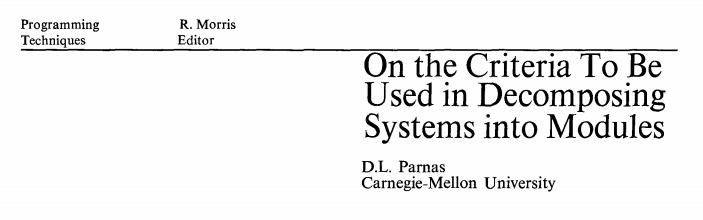 Programming R. Morris
Techniques Editor
On the Criteria To Be
Used in Decomposing
Systems into Modules
D.L. Parnas
Carnegie-Mellon University